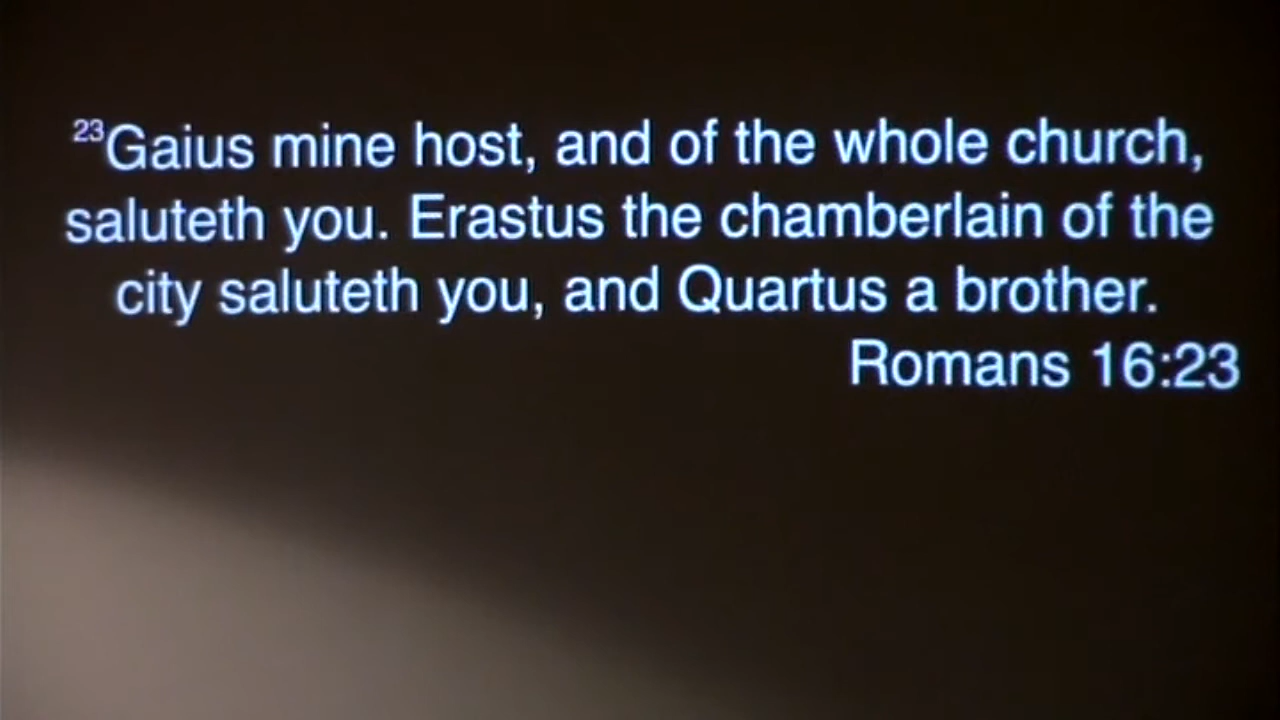 23Gaius mine host, and of the whole church,
saluteth you. Erastus the chamberlain of the
city saluteth you, and Quartus a brother.
Romans 16:23